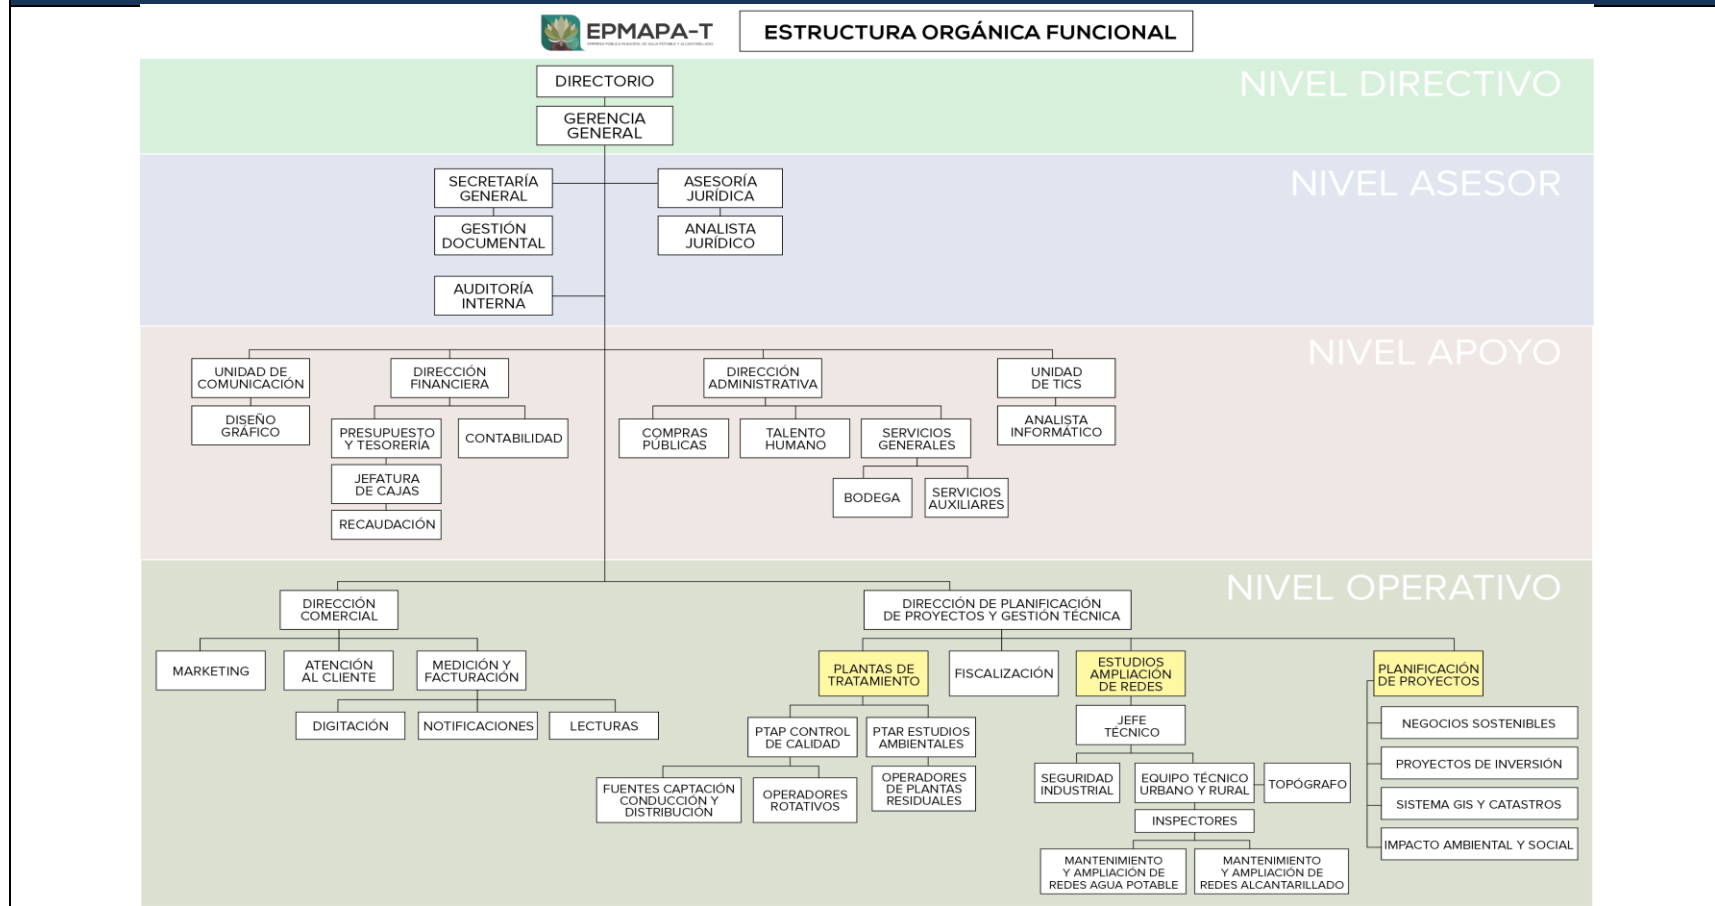 EPMAPA-T
EMPRESA PÚBLICA MUNICIPAL DE AGUA POTABLE Y ALCANTARILLADO
ESTRUCTURA ORGÁNICA FUNCIONAL
NIVEL DIRECTIVO
DIRECTORIO
GERENCIA
GENERAL
NIVEL ASESOR
SECRETARÍA
GENERAL
ASESORÍA
JURÍDICA
GESTIÓN
DOCUMENTAL
ANALISTA
JURÍDICO
AUDITORÍA
INTERNA
NIVEL APOYO
UNIDAD DE
COMUNICACIÓN
DIRECCIÓN
FINANCIERA
DIRECCIÓN
ADMINISTRATIVA
UNIDAD
DE TICS
DISEÑO
GRÁFICO
PRESUPUESTO
Y TESORERÍA
CONTABILIDAD
COMPRAS
PÚBLICAS
TALENTO
HUMANO
SERVICIOS
GENERALES
ANALISTA
INFORMÁTICO
JEFATURA
DE CAJAS
BODEGA
SERVICIOS
AUXILIARES
RECAUDACIÓN
NIVEL OPERATIVO
DIRECCIÓN
COMERCIAL
DIRECCIÓN DE PLANIFICACIÓN
DE PROYECTOS Y GESTIÓN TÉCNICA
MARKETING
ATENCIÓN
AL CLIENTE
MEDICIÓN Y
FACTURACIÓN
PLANTAS DE
TRATAMIENTO
FISCALIZACIÓN
ESTUDIOS
AMPLIACIÓN
DE REDES
PLANIFICACIÓN
DE PROYECTOS
DIGITACIÓN
NOTIFICACIONES
LECTURAS
PTAP CONTROL
DE CALIDAD
PTAR ESTUDIOS
AMBIENTALES
JEFE
TÉCNICO
NEGOCIOS SOSTENIBLES
FUENTES CAPTACIÓN
CONDUCCIÓN Y
DISTRIBUCIÓN
OPERADORES
ROTATIVOS
OPERADORES
DE PLANTAS
RESIDUALES
SEGURIDAD
INDUSTRIAL
EQUIPO TÉCNICO
URBANO Y RURAL
TOPÓGRAFO
PROYECTOS DE INVERSIÓN
SISTEMA GIS Y CATASTROS
INSPECTORES
IMPACTO AMBIENTAL Y SOCIAL
MANTENIMIENTO
Y AMPLIACIÓN DE
REDES AGUA POTABLE
MANTENIMIENTO
Y AMPLIACIÓN DE
REDES ALCANTARILLADO